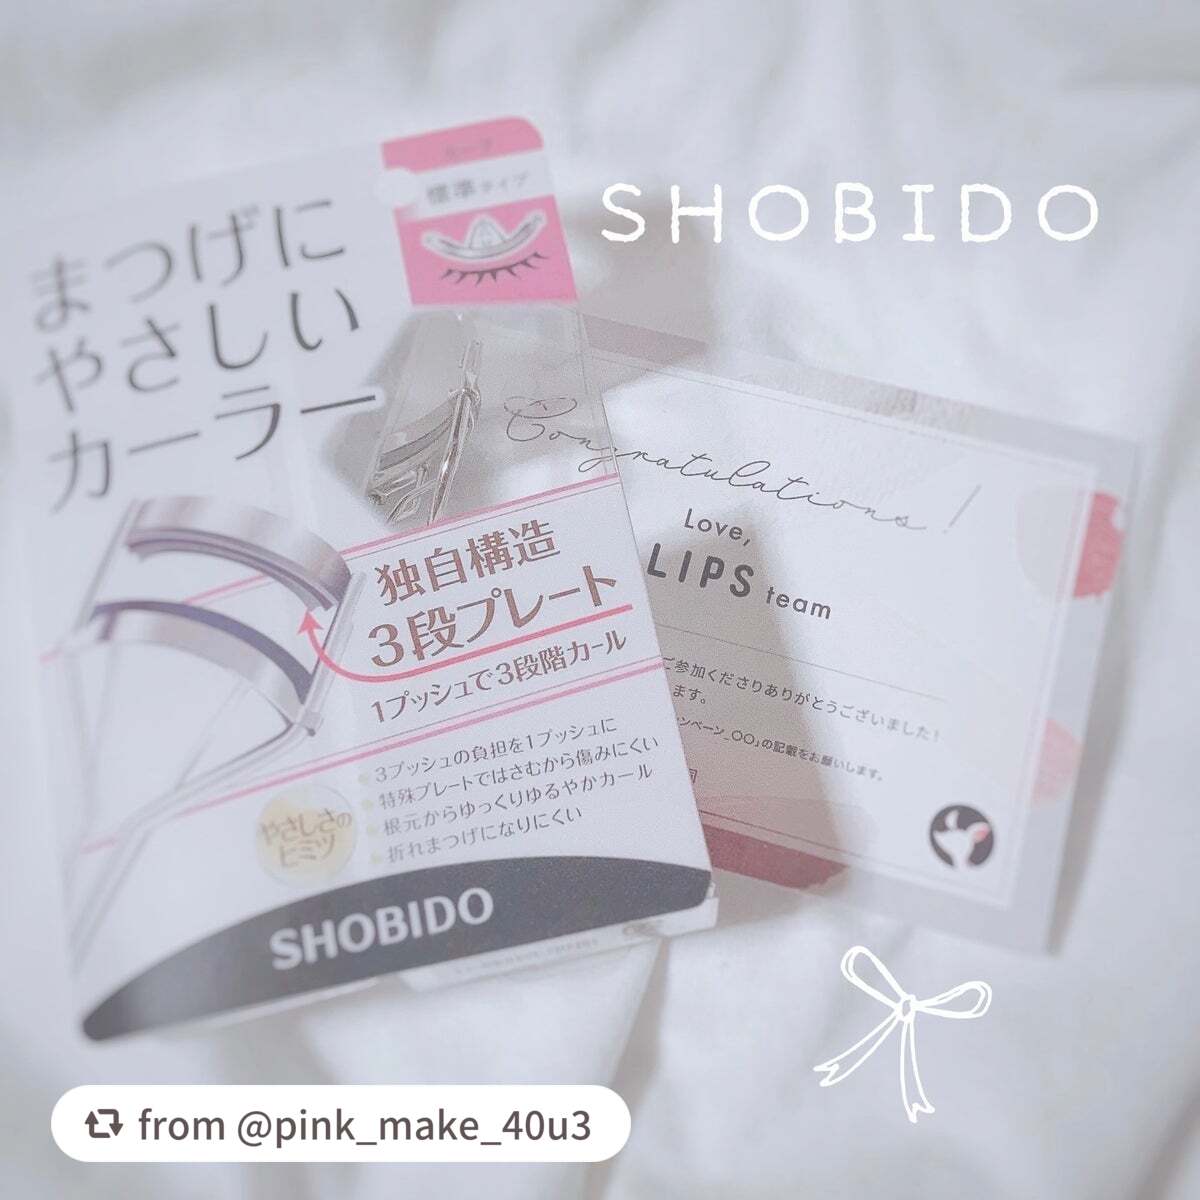 SHOBIDO
標準タイプ
まつげに
やさしい
カーラー
独自構造
3段プレート
1プッシュで3段階カール
3プッシュの負担を1プッシュに
特殊プレートではさむから傷みにくい
根元からゆっくりゆるやかカール
折れまつげになりにくい
やさしさの
ヒミツ
SHOBIDO
Congratulations!
Love,
LIPS team
ご参加くださりありがとうございました!
ます。
ンペーン_〇〇」の記載をお願いします。
from @pink_make_40u3